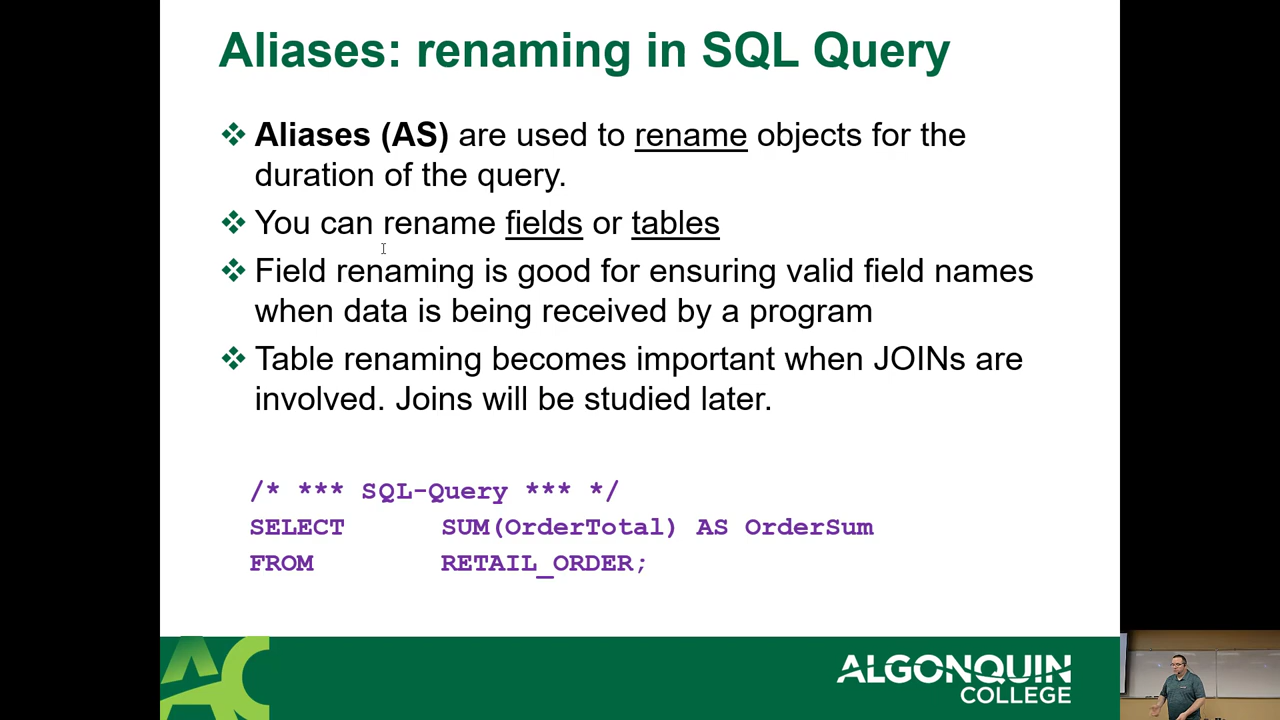 Aliases: renaming in SQL Query
❖ Aliases (AS) are used to rename objects for the
duration of the query.
❖ You can rename fields or tables
❖ Field renaming is good for ensuring valid field names
when data is being received by a program
❖ Table renaming becomes important when JOINs are
involved. Joins will be studied later.
/* *** SQL-Query *** */
SELECT SUM(OrderTotal) AS OrderSum
FROM RETAIL_ORDER;
AC
ALGONQUIN
COLLEGE